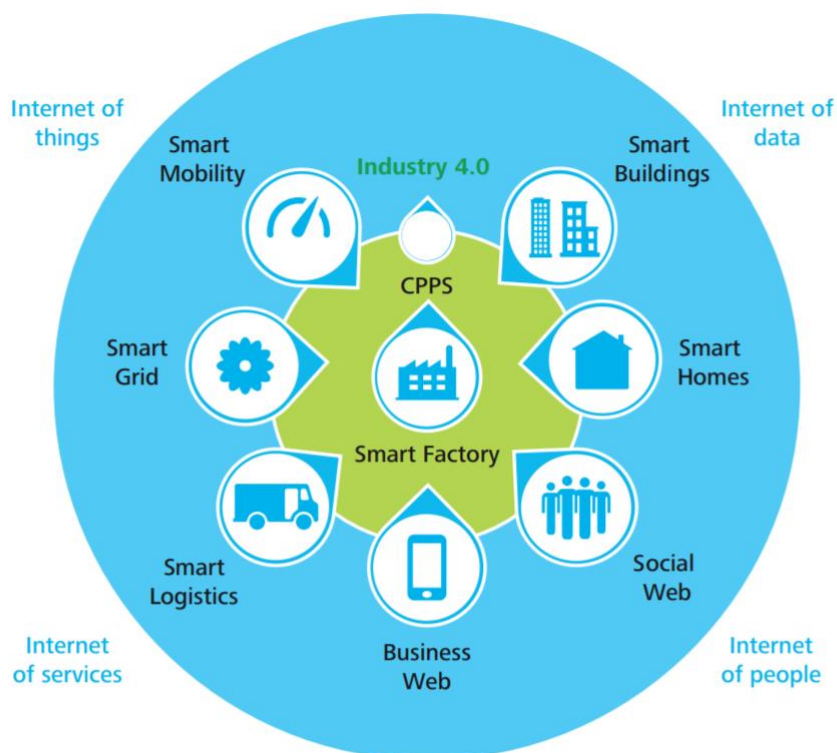 Internet of
things
Internet of
data
Smart
Mobility
Industry 4.0
Smart
Buildings
CPPS
Smart
Grid
Smart
Homes
Smart Factory
Smart
Logistics
Social
Web
Business
Web
Internet
of services
Internet
of people